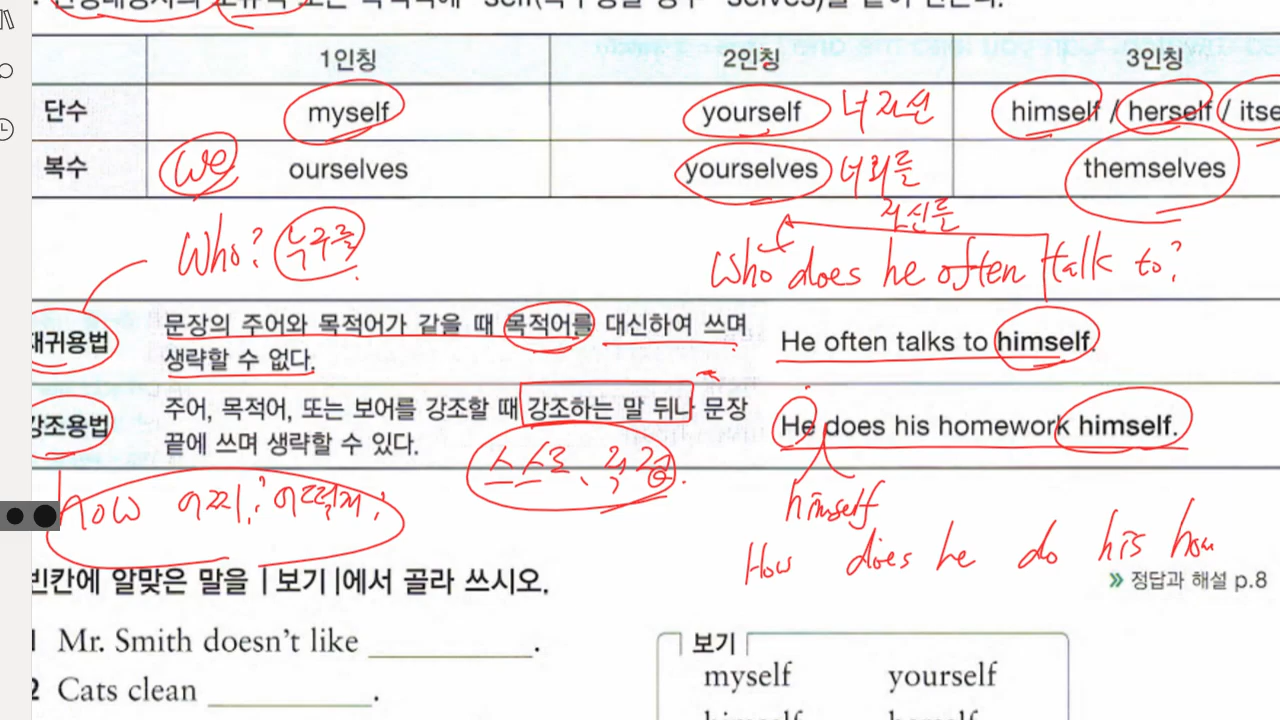 1인칭 2인칭 3인칭
단수 myself yourself 너 자신 himself / herself / itse
복수 we ourselves yourselves 너희들 themselves
자신들
Who? 누구를
Who does he often talk to?
재귀용법 문장의 주어와 목적어가 같을 때 목적어를 대신하여 쓰며 He often talks to himself.
생략할 수 없다.
강조용법 주어, 목적어, 또는 보어를 강조할 때 강조하는 말 뒤나 문장 He does his homework himself.
끝에 쓰며 생략할 수 있다.
스스로, 직접.
himself
How 어찌? 어떻게?
How does he do his hom
» 정답과 해설 p.8
빈칸에 알맞은 말을 |보기|에서 골라 쓰시오.
1 Mr. Smith doesn't like ________.
2 Cats clean ________.
보기
myself yourself
himself herself